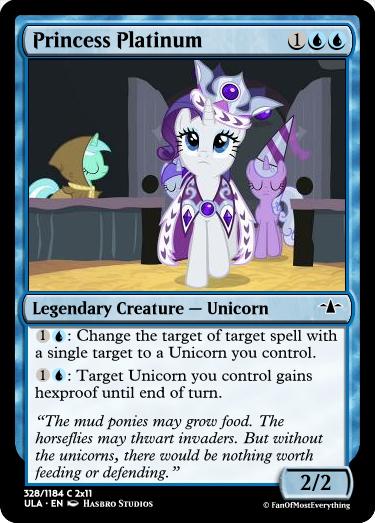 Princess Platinum 1
Legendary Creature — Unicorn
1 : Change the target of target spell with
a single target to a Unicorn you control.
1 : Target Unicorn you control gains
hexproof until end of turn.
“The mud ponies may grow food. The
horseflies may thwart invaders. But without
the unicorns, there would be nothing worth
feeding or defending.”
2/2
328/1184 C 2x11
ULA • EN Hasbro Studios
© FanOfMostEverything